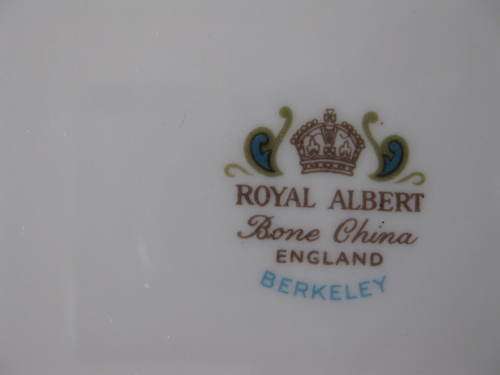 ROYAL ALBERT
Bone China
ENGLAND
BERKELEY